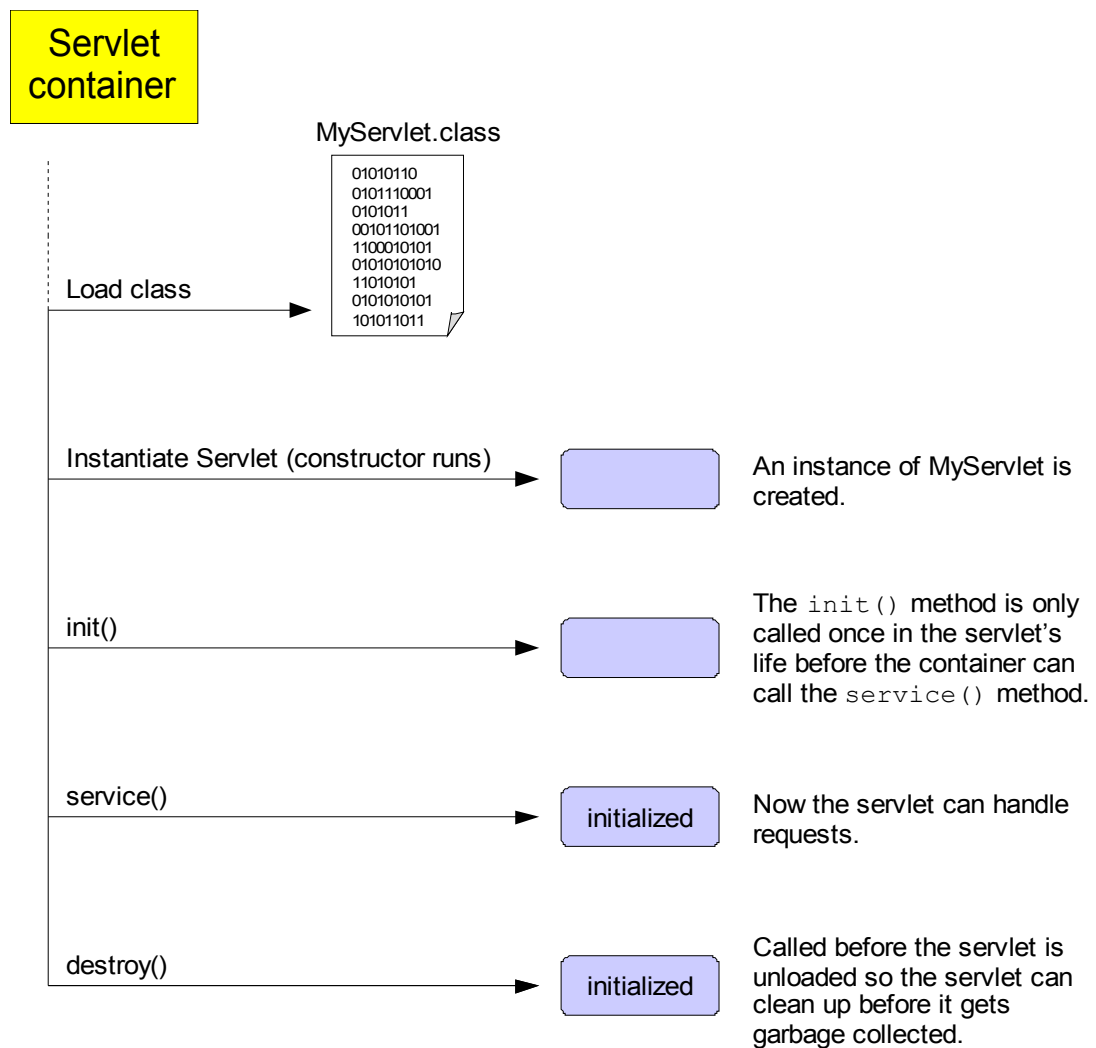 Servlet
container
MyServlet.class
01010110
0101110001
0101011
00101101001
1100010101
01010101010
11010101
0101010101
101011011
Load class
Instantiate Servlet (constructor runs)
An instance of MyServlet is
created.
init()
The init() method is only
called once in the servlet's
life before the container can
call the service() method.
service()
initialized
Now the servlet can handle
requests.
destroy()
initialized
Called before the servlet is
unloaded so the servlet can
clean up before it gets
garbage collected.